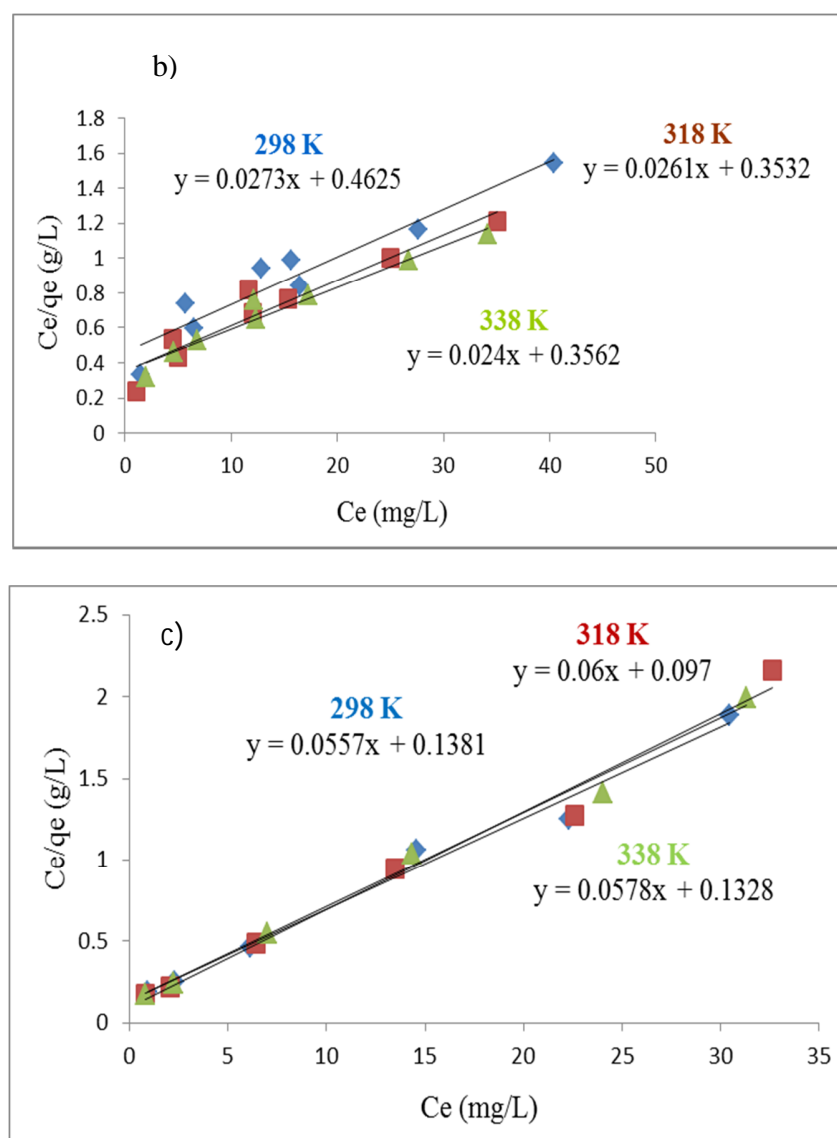 b)
Ce/qe (g/L)
1.8
1.6
1.4
1.2
1
0.8
0.6
0.4
0.2
0
298 K
y = 0.0273x + 0.4625
318 K
y = 0.0261x + 0.3532
338 K
y = 0.024x + 0.3562
0 10 20 30 40 50
Ce (mg/L)
c)
Ce/qe (g/L)
2.5
2
1.5
1
0.5
0
318 K
y = 0.06x + 0.097
298 K
y = 0.0557x + 0.1381
338 K
y = 0.0578x + 0.1328
0 5 10 15 20 25 30 35
Ce (mg/L)